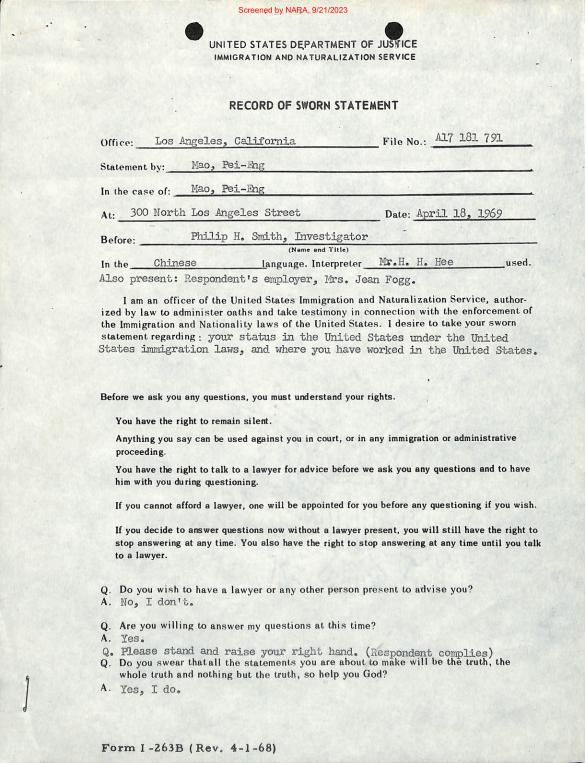 Screened by NARA, 9/21/2023
UNITED STATES DEPARTMENT OF JUSTICE
IMMIGRATION AND NATURALIZATION SERVICE
RECORD OF SWORN STATEMENT
Office: Los Angeles, California File No.: A17 181 791
Statement by: Mao, Pei-Eng
In the case of: Mao, Pei-Eng
At: 300 North Los Angeles Street Date: April 18, 1969
Before: Philip H. Smith, Investigator
(Name and Title)
In the Chinese language. Interpreter Mr.H. H. Hee used.
Also present: Respondent's employer, Mrs. Jean Fogg.
I am an officer of the United States Immigration and Naturalization Service, author-
ized by law to administer oaths and take testimony in connection with the enforcement of
the Immigration and Nationality laws of the United States. I desire to take your sworn
statement regarding: your status in the United States under the United
States immigration laws, and where you have worked in the United States.
Before we ask you any questions, you must understand your rights.
You have the right to remain silent.
Anything you say can be used against you in court, or in any immigration or administrative
proceeding.
You have the right to talk to a lawyer for advice before we ask you any questions and to have
him with you during questioning.
If you cannot afford a lawyer, one will be appointed for you before any questioning if you wish.
If you decide to answer questions now without a lawyer present, you will still have the right to
stop answering at any time. You also have the right to stop answering at any time until you talk
to a lawyer.
Q. Do you wish to have a lawyer or any other person present to advise you?
A. No, I don't.
Q. Are you willing to answer my questions at this time?
A. Yes.
Q. Please stand and raise your right hand. (Respondent complies)
Q. Do you swear that all the statements you are about to make will be the truth, the
whole truth and nothing but the truth, so help you God?
A. Yes, I do.
Form I-263B (Rev. 4-1-68)